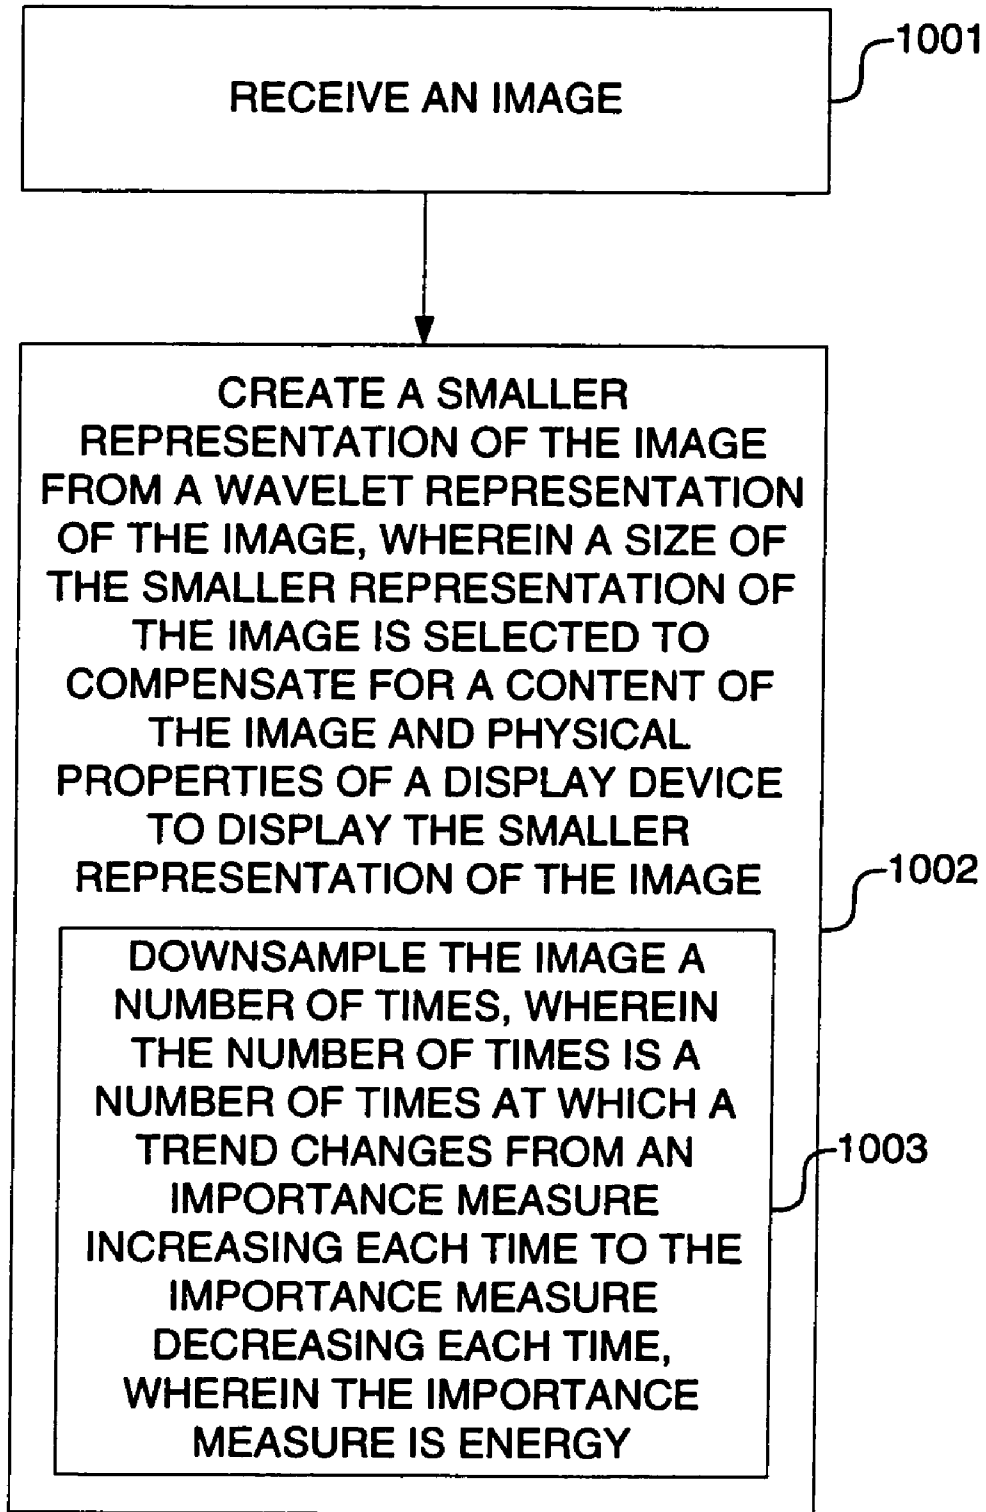 RECEIVE AN IMAGE
1001
CREATE A SMALLER
REPRESENTATION OF THE IMAGE
FROM A WAVELET REPRESENTATION
OF THE IMAGE, WHEREIN A SIZE OF
THE SMALLER REPRESENTATION OF
THE IMAGE IS SELECTED TO
COMPENSATE FOR A CONTENT OF
THE IMAGE AND PHYSICAL
PROPERTIES OF A DISPLAY DEVICE
TO DISPLAY THE SMALLER
REPRESENTATION OF THE IMAGE
1002
DOWNSAMPLE THE IMAGE A
NUMBER OF TIMES, WHEREIN
THE NUMBER OF TIMES IS A
NUMBER OF TIMES AT WHICH A
TREND CHANGES FROM AN
IMPORTANCE MEASURE
INCREASING EACH TIME TO THE
IMPORTANCE MEASURE
DECREASING EACH TIME,
WHEREIN THE IMPORTANCE
MEASURE IS ENERGY
1003